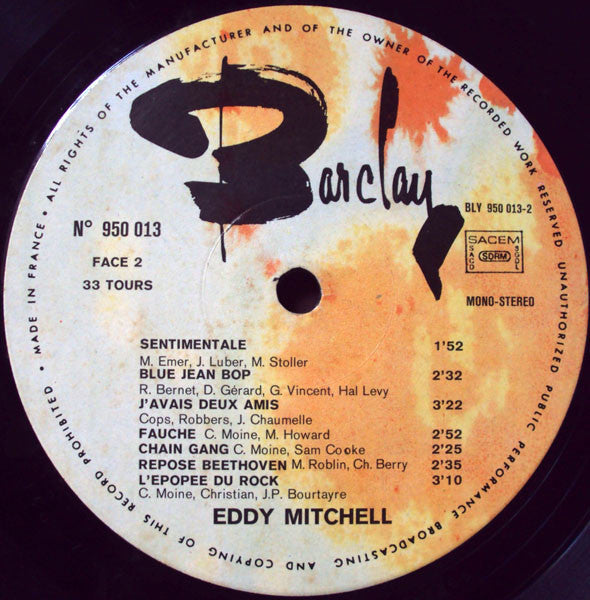 MADE IN FRANCE • ALL RIGHTS OF THE MANUFACTURER AND OF THE OWNER OF THE RECORDED WORK RESERVED UNAUTHORIZED PUBLIC PERFORMANCE BROADCASTING AND COPYING OF THIS RECORD PROHIBITED •
Barclay
N° 950 013
BLY 950 013-2
FACE 2
SACEM
SACD SDRM SGDL
33 TOURS
MONO-STEREO
SENTIMENTALE 1'52
M. Emer, J. Luber, M. Stoller
BLUE JEAN BOP 2'32
R. Bernet, D. Gérard, G. Vincent, Hal Levy
J'AVAIS DEUX AMIS 3'22
Cops, Robbers, J. Chaumelle
FAUCHE C. Moine, M. Howard 2'52
CHAIN GANG C. Moine, Sam Cooke 2'25
REPOSE BEETHOVEN M. Roblin, Ch. Berry 2'35
L'EPOPEE DU ROCK 3'10
C. Moine, Christian, J.P. Bourtayre
EDDY MITCHELL